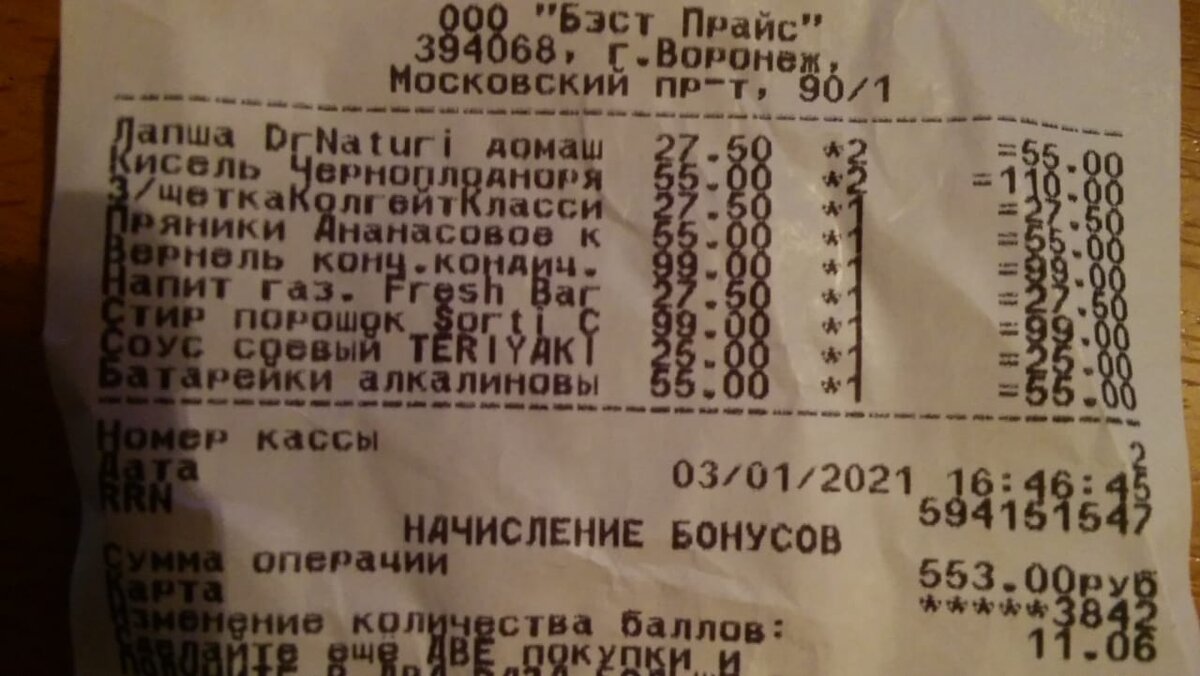 ООО "Бэст Прайс"
394068, г.Воронеж,
Московский пр-т, 90/1
Лапша DrNaturi домаш 27.50 *2 =55.00
Кисель Черноплодноря 55.00 *2 =110.00
З/щеткаКолгейтКласси 27.50 *1 =27.50
Пряники Ананасовое к 55.00 *1 =55.00
Вернель конц.кондиц. 99.00 *1 =99.00
Напит газ. Fresh Bar 27.50 *1 =27.50
Стир порошок Sorti С 99.00 *1 =99.00
Соус соевый TERIYAKI 25.00 *1 =25.00
Батарейки алкалиновы 55.00 *1 =55.00
Номер кассы 2
Дата 03/01/2021 16:46:45
RRN 594151547
НАЧИСЛЕНИЕ БОНУСОВ
Сумма операции 553.00руб
Карта *****3842
Изменение количества баллов: 11.06
Сделайте еще ДВЕ покупки и